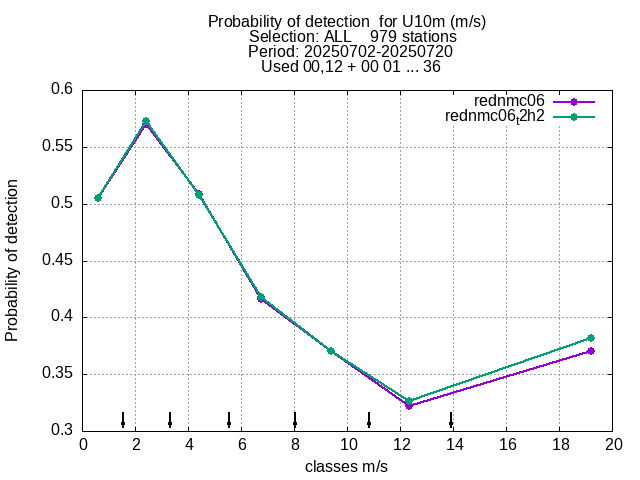 Probability of detection  for U10m (m/s)
Selection: ALL    979 stations
Period: 20250702-20250720
Used 00,12 + 00 01 ... 36
rednmc06
rednmc06t2h2
Probability of detection
0.6
0.55
0.5
0.45
0.4
0.35
0.3
0 2 4 6 8 10 12 14 16 18 20
classes m/s